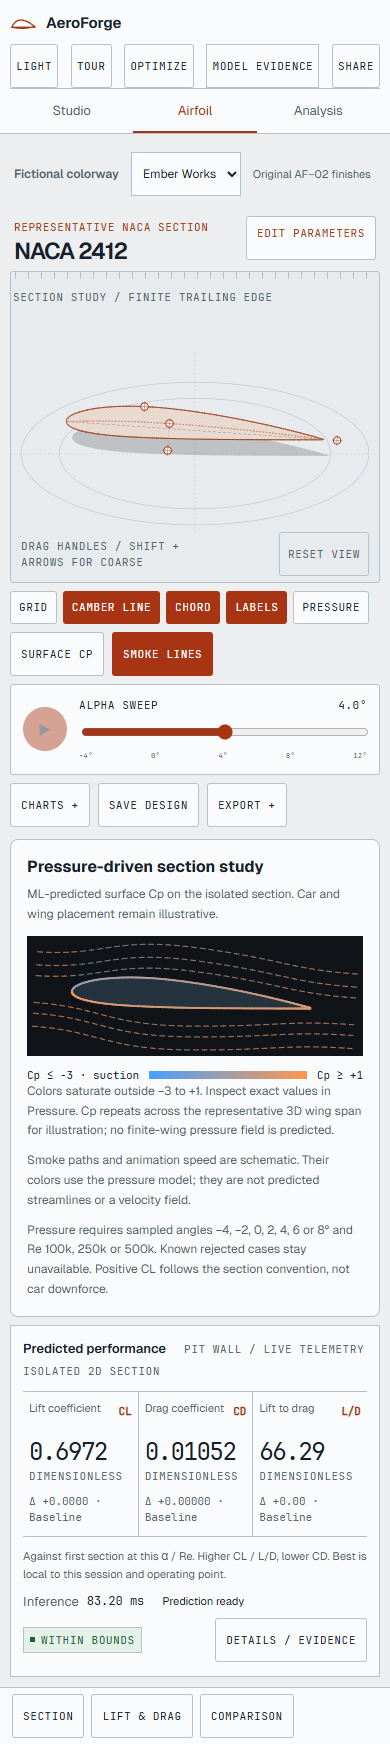 AeroForge
LIGHT TOUR OPTIMIZE MODEL EVIDENCE SHARE
Studio Airfoil Analysis
Fictional colorway Ember Works Original AF–02 finishes
REPRESENTATIVE NACA SECTION
NACA 2412
EDIT PARAMETERS
SECTION STUDY / FINITE TRAILING EDGE
DRAG HANDLES / SHIFT +
ARROWS FOR COARSE
RESET VIEW
GRID CAMBER LINE CHORD LABELS PRESSURE
SURFACE CP SMOKE LINES
ALPHA SWEEP 4.0°
-4° 0° 4° 8° 12°
CHARTS + SAVE DESIGN EXPORT +
Pressure-driven section study
ML-predicted surface Cp on the isolated section. Car and
wing placement remain illustrative.
Cp ≤ -3 · suction Cp ≥ +1
Colors saturate outside −3 to +1. Inspect exact values in
Pressure. Cp repeats across the representative 3D wing span
for illustration; no finite-wing pressure field is predicted.
Smoke paths and animation speed are schematic. Their
colors use the pressure model; they are not predicted
streamlines or a velocity field.
Pressure requires sampled angles −4, −2, 0, 2, 4, 6 or 8° and
Re 100k, 250k or 500k. Known rejected cases stay
unavailable. Positive CL follows the section convention, not
car downforce.
Predicted performance PIT WALL / LIVE TELEMETRY
ISOLATED 2D SECTION
Lift coefficient CL
0.6972
DIMENSIONLESS
Δ +0.0000 ·
Baseline
Drag coefficient CD
0.01052
DIMENSIONLESS
Δ +0.00000 ·
Baseline
Lift to drag L/D
66.29
DIMENSIONLESS
Δ +0.00 ·
Baseline
Against first section at this α / Re. Higher CL / L/D, lower CD. Best is
local to this session and operating point.
Inference 83.20 ms Prediction ready
WITHIN BOUNDS
DETAILS / EVIDENCE
SECTION LIFT & DRAG COMPARISON